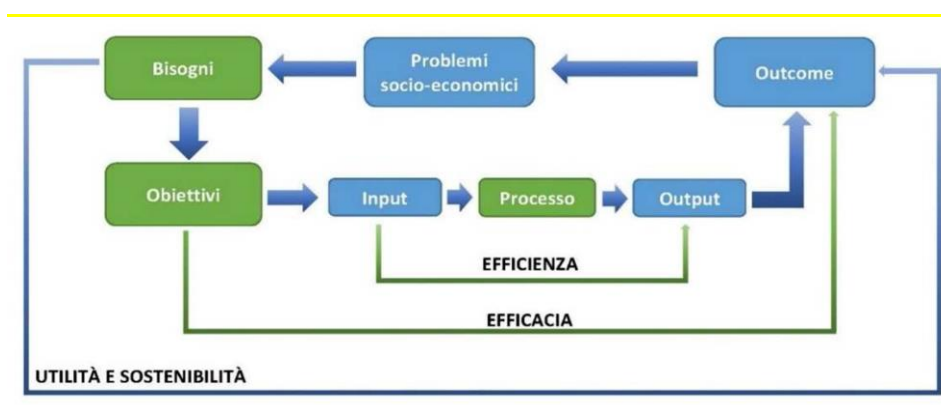 Bisogni
Problemi
socio-economici
Outcome
Obiettivi
Input
Processo
Output
EFFICIENZA
EFFICACIA
UTILITÀ E SOSTENIBILITÀ